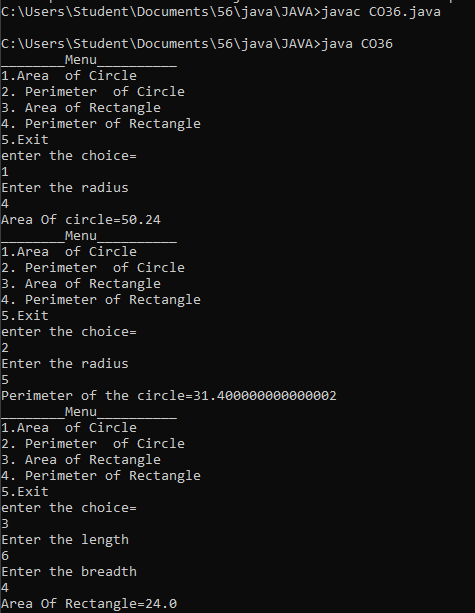 C:\Users\Student\Documents\56\java\JAVA>javac CO36.java
C:\Users\Student\Documents\56\java\JAVA>java CO36
________Menu__________
1.Area  of Circle
2. Perimeter  of Circle
3. Area of Rectangle
4. Perimeter of Rectangle
5.Exit
enter the choice=
1
Enter the radius
4
Area Of circle=50.24
________Menu__________
1.Area  of Circle
2. Perimeter  of Circle
3. Area of Rectangle
4. Perimeter of Rectangle
5.Exit
enter the choice=
2
Enter the radius
5
Perimeter of the circle=31.400000000000002
________Menu__________
1.Area  of Circle
2. Perimeter  of Circle
3. Area of Rectangle
4. Perimeter of Rectangle
5.Exit
enter the choice=
3
Enter the length
6
Enter the breadth
4
Area Of Rectangle=24.0